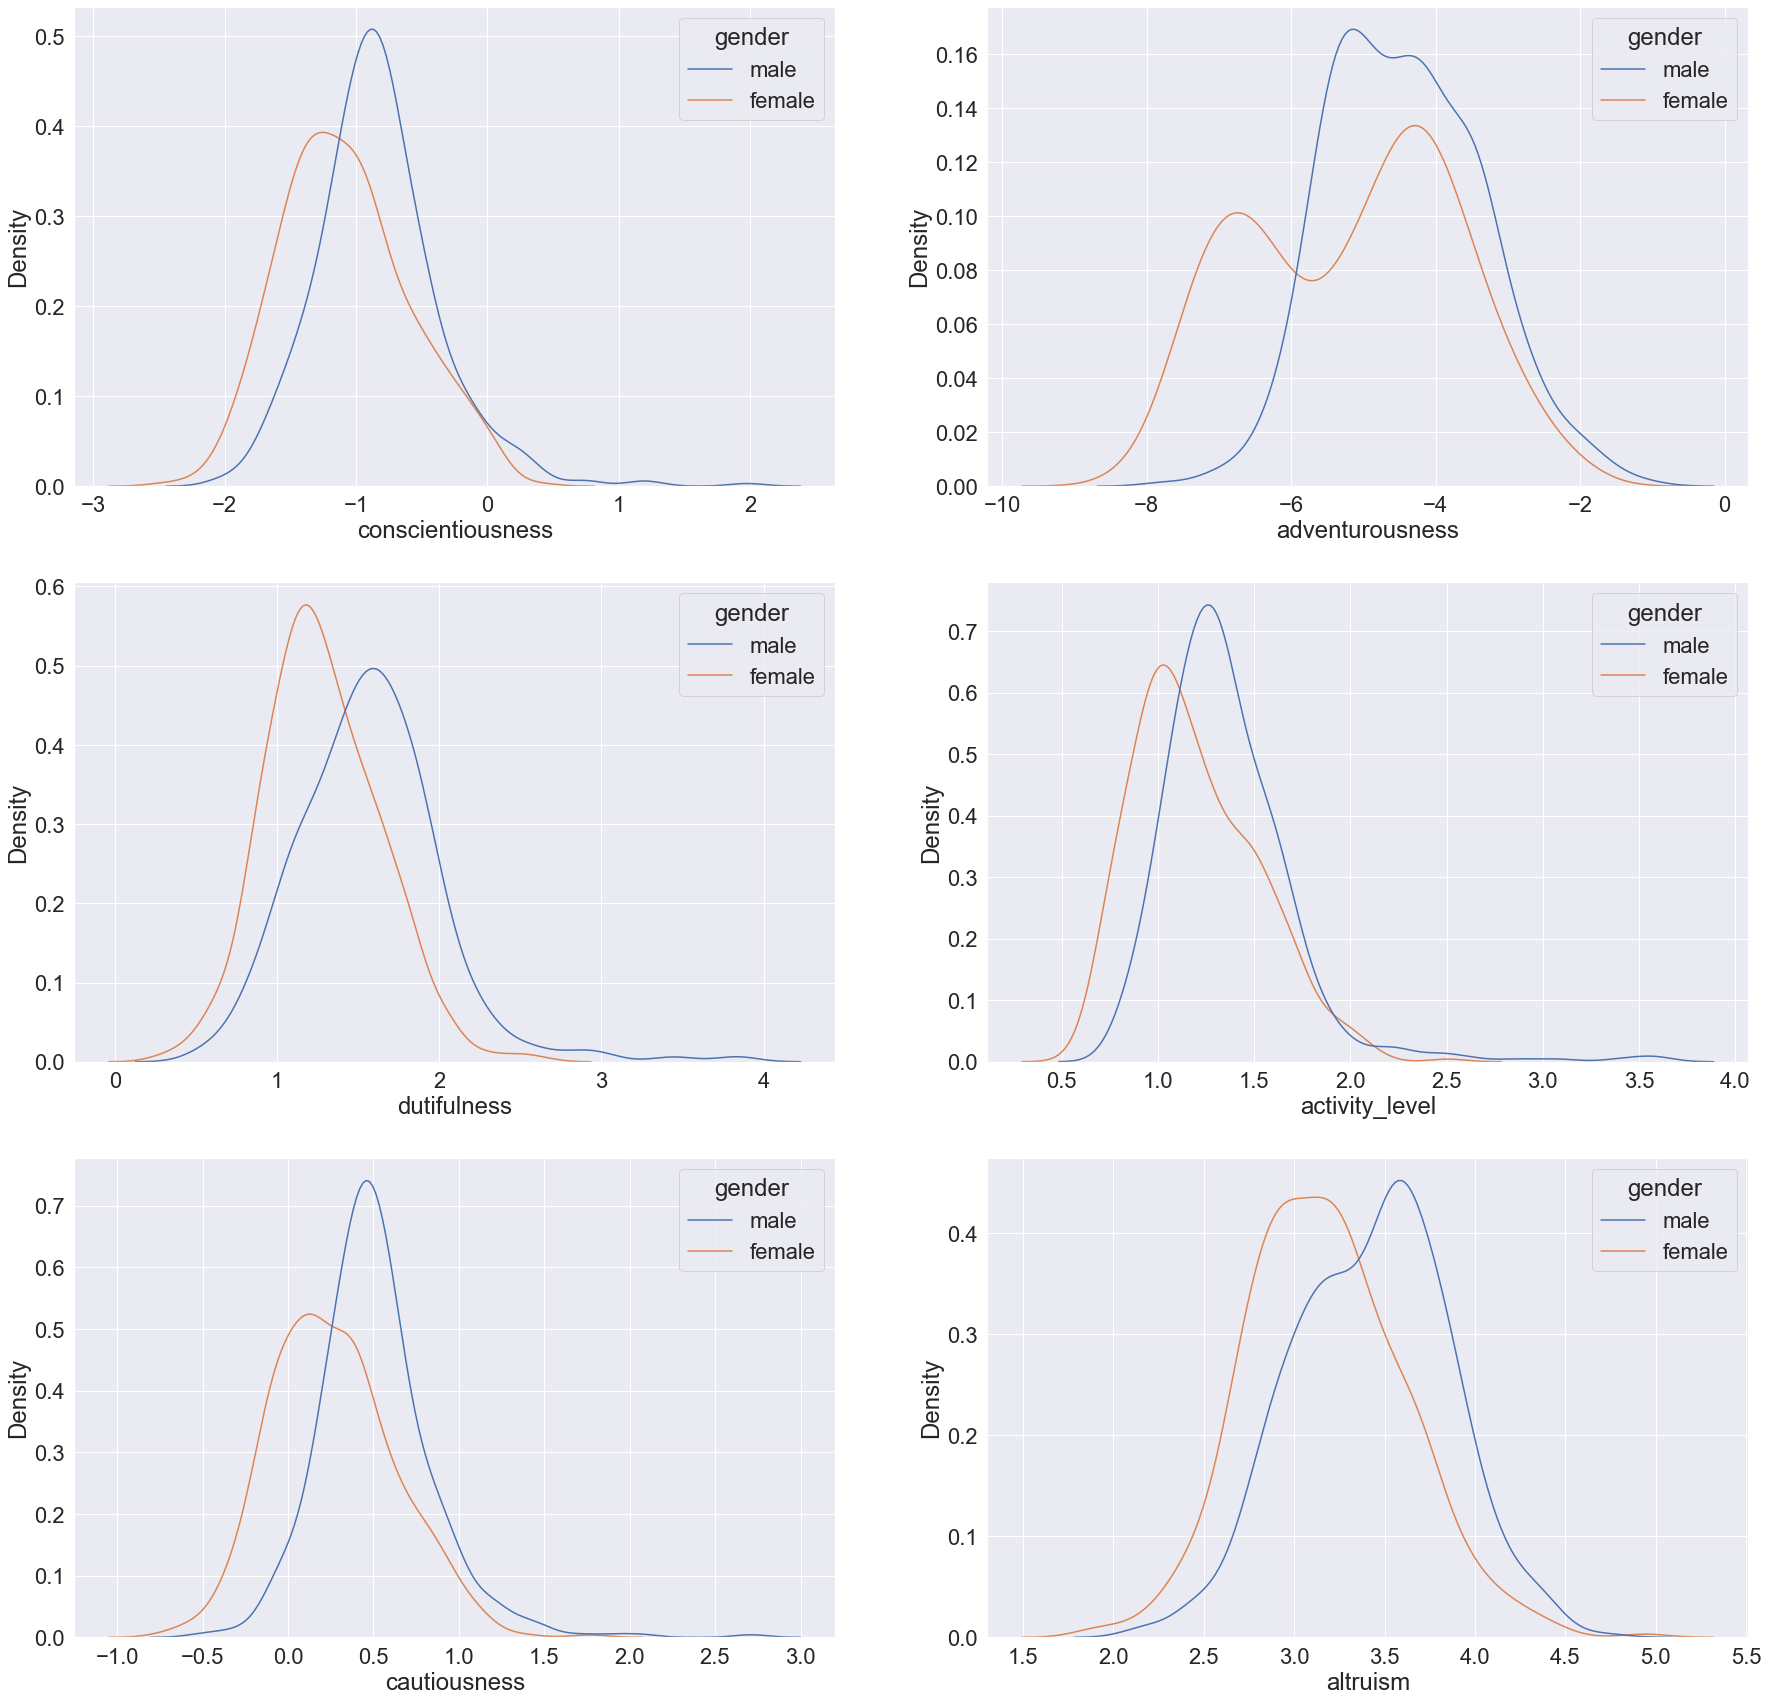 gender
male
female
Density
0.5
0.4
0.3
0.2
0.1
0.0
−3
−2
−1
0
1
2
conscientiousness
gender
male
female
Density
0.16
0.14
0.12
0.10
0.08
0.06
0.04
0.02
0.00
−10
−8
−6
−4
−2
0
adventurousness
gender
male
female
Density
0.6
0.5
0.4
0.3
0.2
0.1
0.0
0
1
2
3
4
dutifulness
gender
male
female
Density
0.7
0.6
0.5
0.4
0.3
0.2
0.1
0.0
0.5
1.0
1.5
2.0
2.5
3.0
3.5
4.0
activity_level
gender
male
female
Density
0.7
0.6
0.5
0.4
0.3
0.2
0.1
0.0
−1.0
−0.5
0.0
0.5
1.0
1.5
2.0
2.5
3.0
cautiousness
gender
male
female
Density
0.4
0.3
0.2
0.1
0.0
1.5
2.0
2.5
3.0
3.5
4.0
4.5
5.0
5.5
altruism